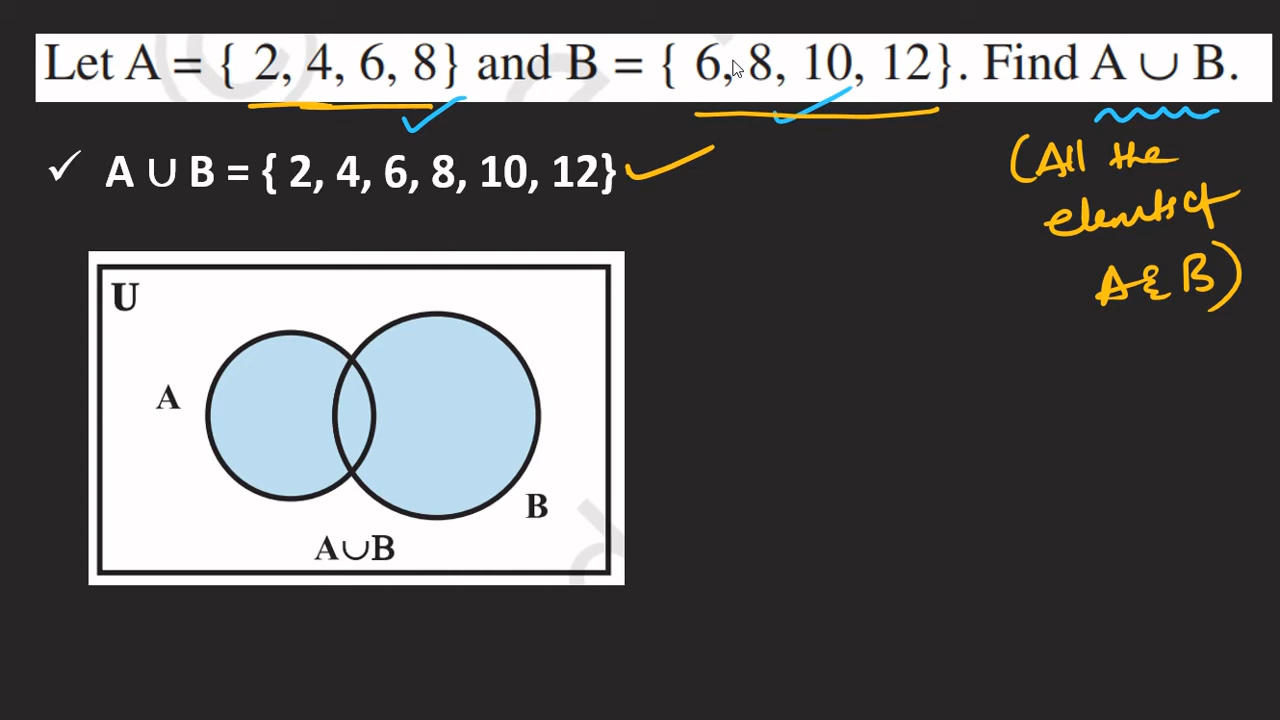 Let A = { 2, 4, 6, 8} and B = { 6, 8, 10, 12}. Find A ∪ B.
✓ A ∪ B = { 2, 4, 6, 8, 10, 12}
(All the
elements of
A & B)
U
A
B
A∪B